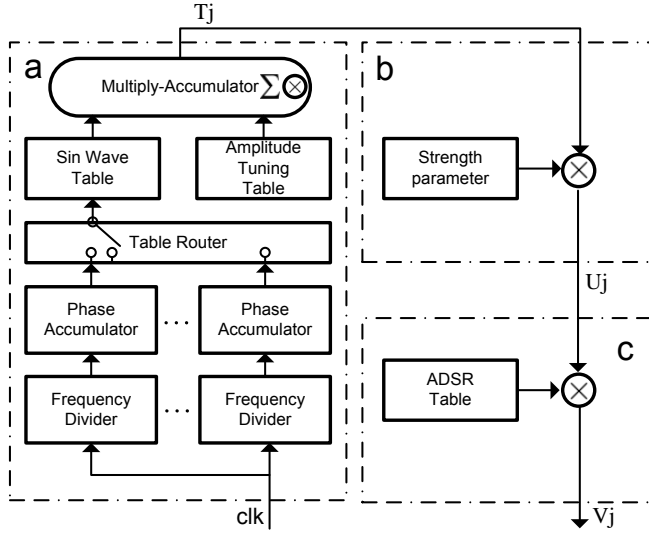 Tj
a
Multiply-Accumulator Σ ×
Sin Wave
Table
Amplitude
Tuning
Table
Table Router
Phase
Accumulator
...
Phase
Accumulator
Frequency
Divider
...
Frequency
Divider
clk
b
Strength
parameter
×
Uj
c
ADSR
Table
×
Vj